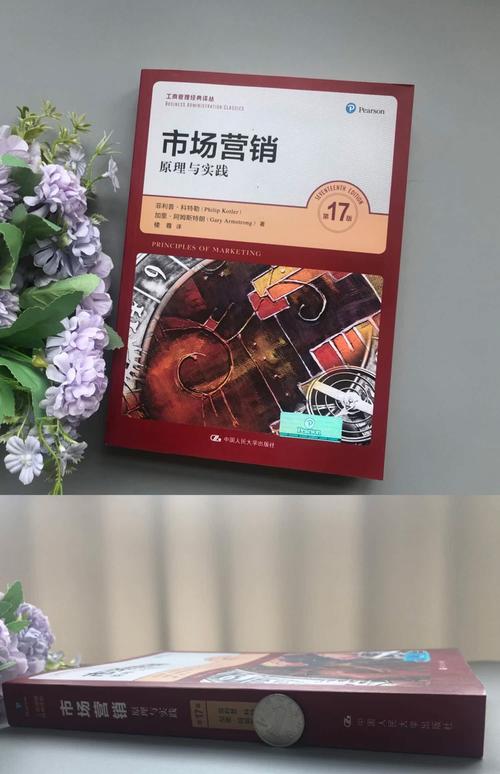 工商管理经典译丛
BUSINESS ADMINISTRATION CLASSICS
Pearson
市场营销
原理与实践
SEVENTEENTH EDITION
第17版
菲利普·科特勒（Philip Kotler）
加里·阿姆斯特朗（Gary Armstrong）著
楼尊 译
PRINCIPLES OF MARKETING
Pearson
中国人民大学出版社
市场营销
原理与实践
第17版
中国人民大学出版社